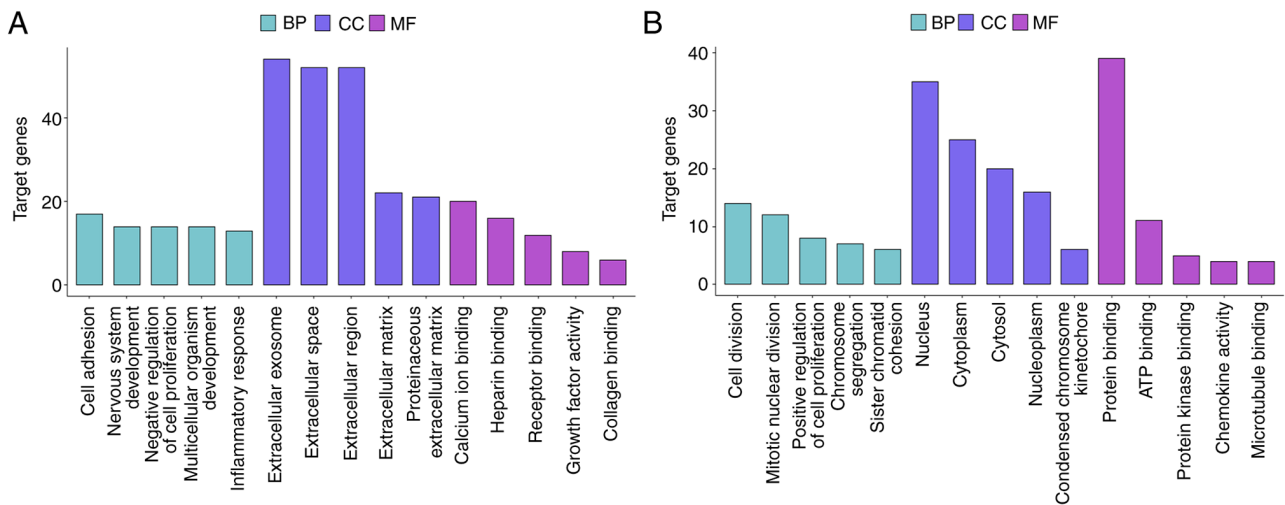 A
BP CC MF
Target genes
40
20
0
Cell adhesion
Nervous system
development
Negative regulation
of cell proliferation
Multicellular organism
development
Inflammatory response
Extracellular exosome
Extracellular space
Extracellular region
Extracellular matrix
Proteinaceous
extracellular matrix
Calcium ion binding
Heparin binding
Receptor binding
Growth factor activity
Collagen binding
B
BP CC MF
Target genes
40
30
20
10
0
Cell division
Mitotic nuclear division
Positive regulation
of cell proliferation
Chromosome
segregation
Sister chromatid
cohesion
Nucleus
Cytoplasm
Cytosol
Nucleoplasm
Condensed chromosome
kinetochore
Protein binding
ATP binding
Protein kinase binding
Chemokine activity
Microtubule binding